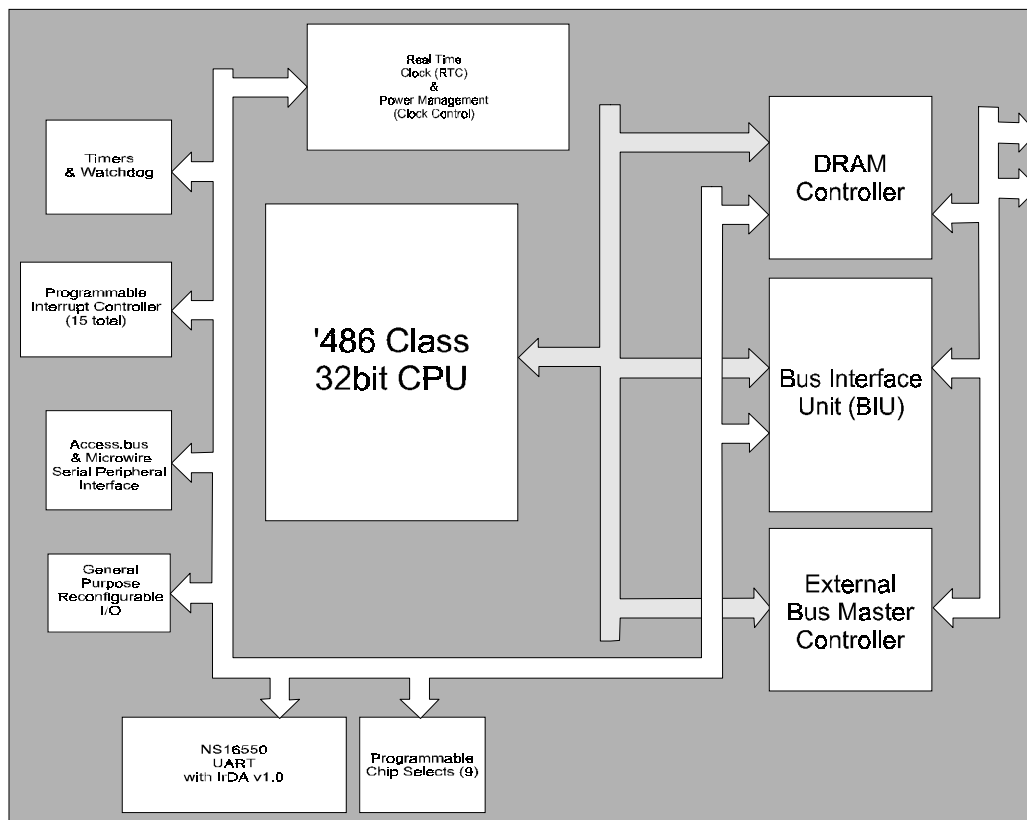 Real Time
Clock (RTC)
&
Power Management
(Clock Control)
Timers
& Watchdog
DRAM
Controller
Programmable
Interrupt Controller
(15 total)
'486 Class
32bit CPU
Bus Interface
Unit (BIU)
Access.bus
& Microwire
Serial Peripheral
Interface
General
Purpose
Reconfigurable
I/O
External
Bus Master
Controller
NS16550
UART
with IrDA v1.0
Programmable
Chip Selects (9)